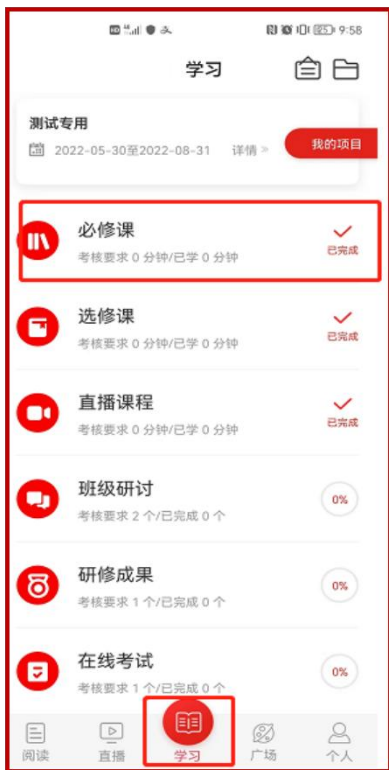 9:58
学习
测试专用
2022-05-30至2022-08-31 详情 >
我的项目
必修课
考核要求 0 分钟/已学 0 分钟
已完成
选修课
考核要求 0 分钟/已学 0 分钟
已完成
直播课程
考核要求 0 分钟/已学 0 分钟
已完成
班级研讨
考核要求 2 个/已完成 0 个
0%
研修成果
考核要求 1 个/已完成 0 个
0%
在线考试
考核要求 1 个/已完成 0 个
0%
阅读 直播 学习 广场 个人